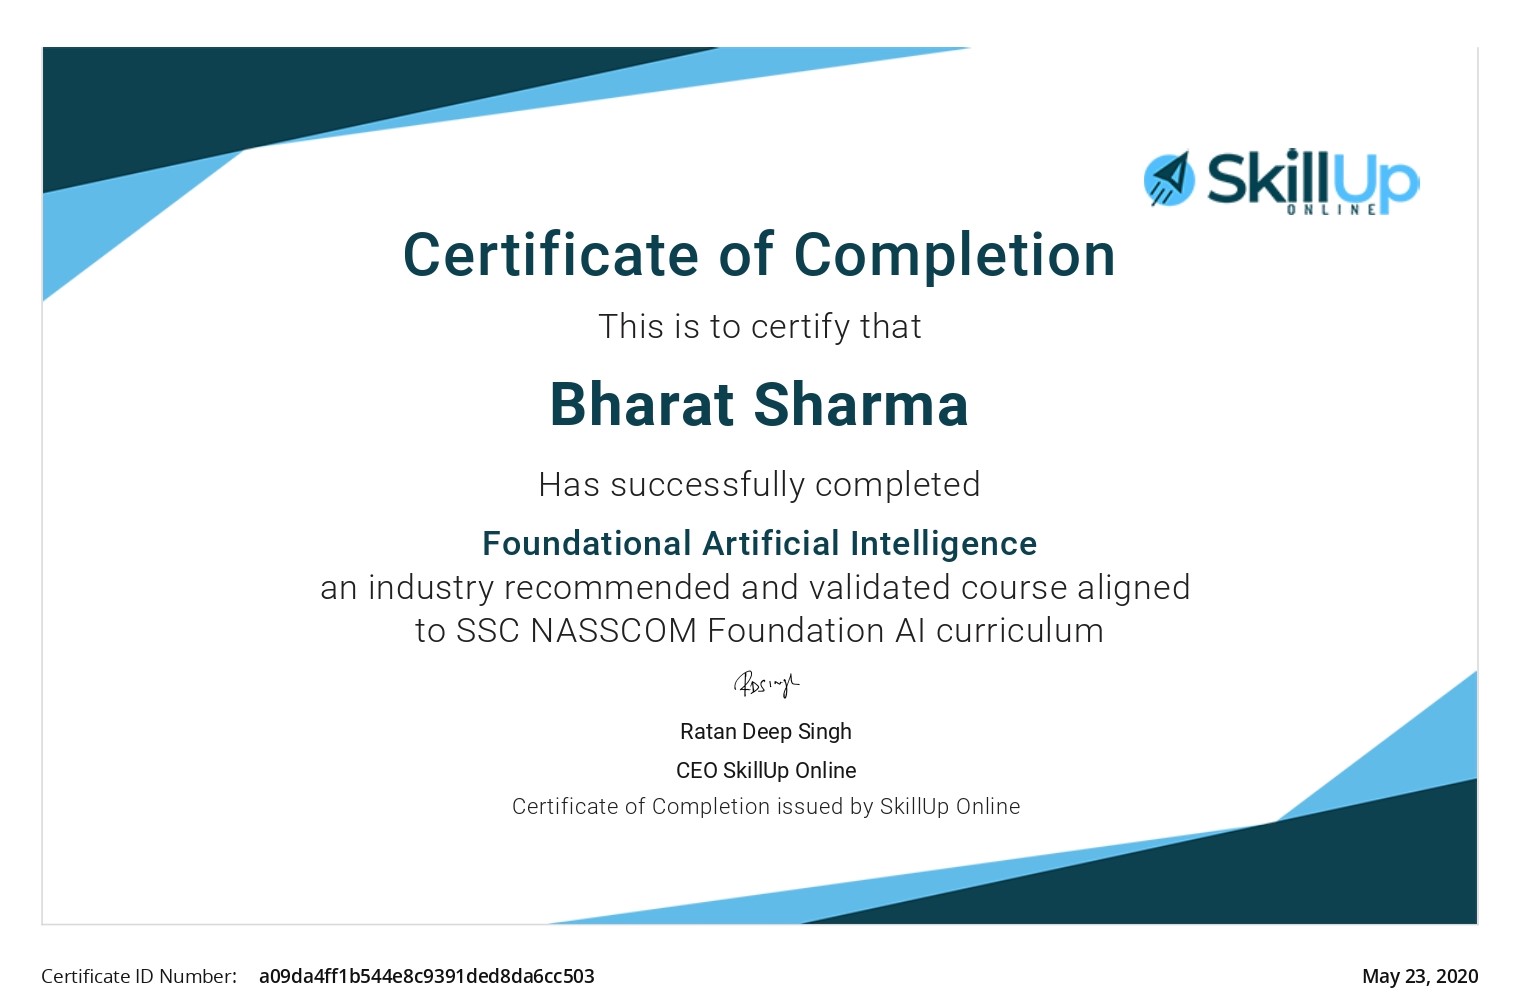 SkillUp
ONLINE
Certificate of Completion
This is to certify that
Bharat Sharma
Has successfully completed
Foundational Artificial Intelligence
an industry recommended and validated course aligned
to SSC NASSCOM Foundation AI curriculum
RDSingh
Ratan Deep Singh
CEO SkillUp Online
Certificate of Completion issued by SkillUp Online
Certificate ID Number: a09da4ff1b544e8c9391ded8da6cc503
May 23, 2020